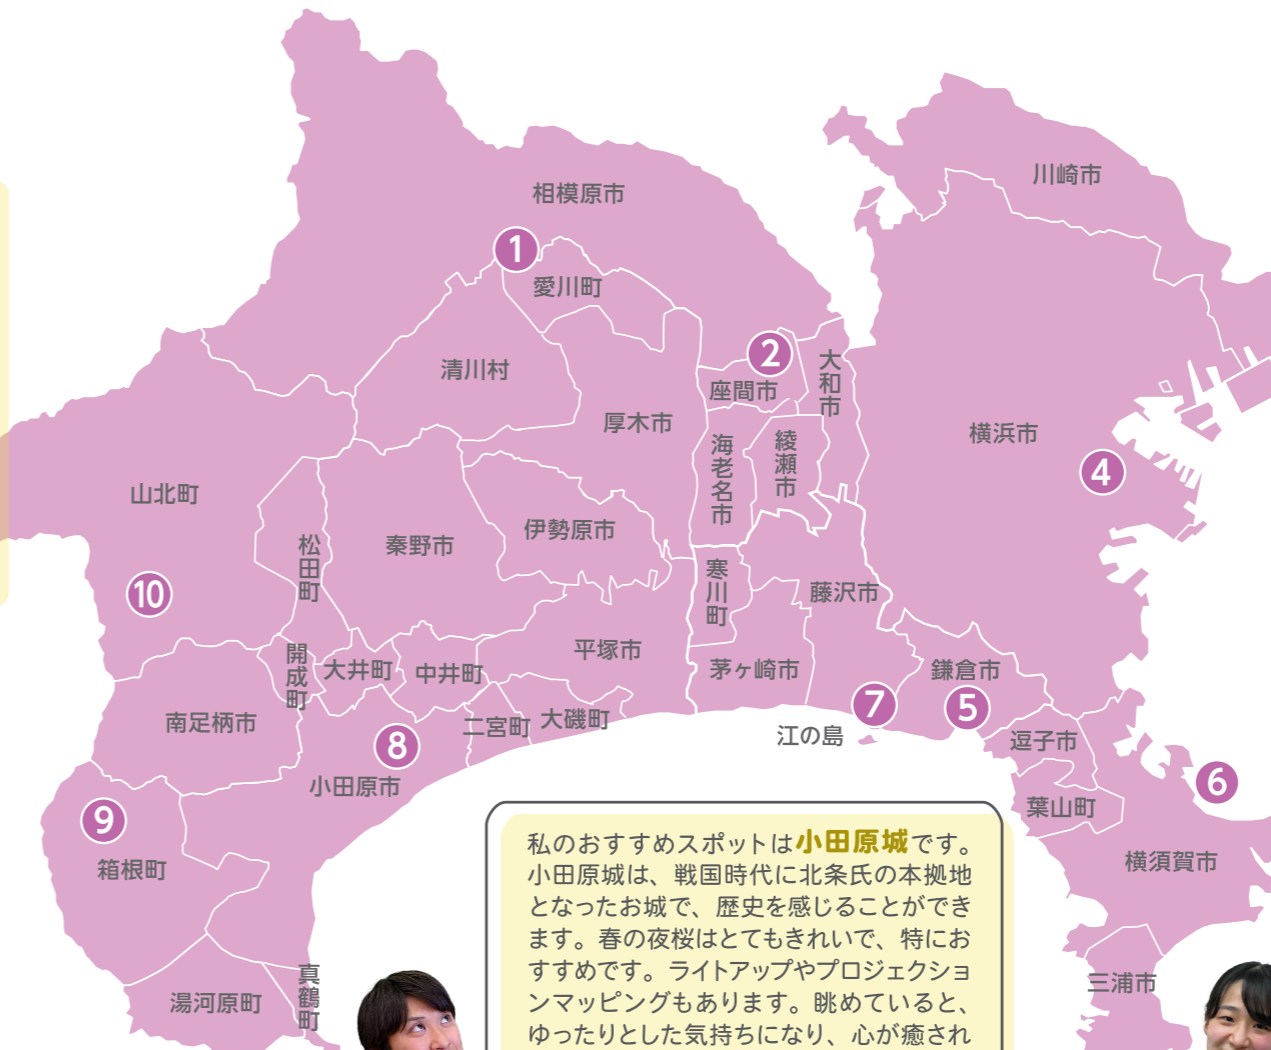 相模原市
川崎市
1
愛川町
2
座間市
大和市
清川村
厚木市
海老名市
綾瀬市
横浜市
4
山北町
松田町
秦野市
伊勢原市
寒川町
藤沢市
10
開成町
大井町
中井町
平塚市
茅ヶ崎市
鎌倉市
南足柄市
8
二宮町
大磯町
7
5
江の島
逗子市
6
小田原市
9
箱根町
葉山町
横須賀市
湯河原町
真鶴町
三浦市
私のおすすめスポットは小田原城です。
小田原城は、戦国時代に北条氏の本拠地
となったお城で、歴史を感じることができ
ます。春の夜桜はとてもきれいで、特にお
すすめです。ライトアップやプロジェクショ
ンマッピングもあります。眺めていると、
ゆったりとした気持ちになり、心が癒され